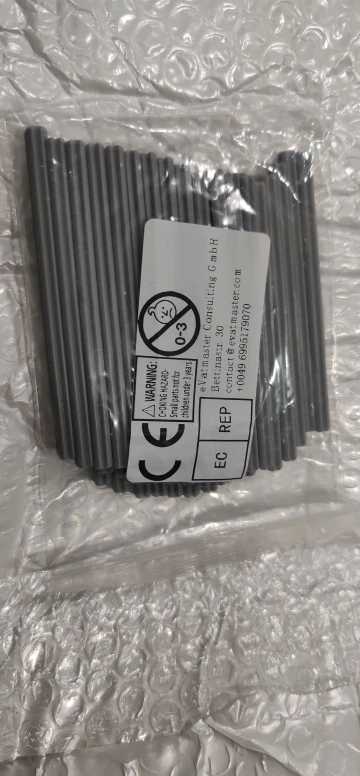 eVatmaster Consulting GmbH
Bettinastr. 30
contact@evatmaster.com
+0049 6995179070
0-3
WARNING:
CHOKING HAZARD-
Small parts not for
children under 3 years
CE
EC REP